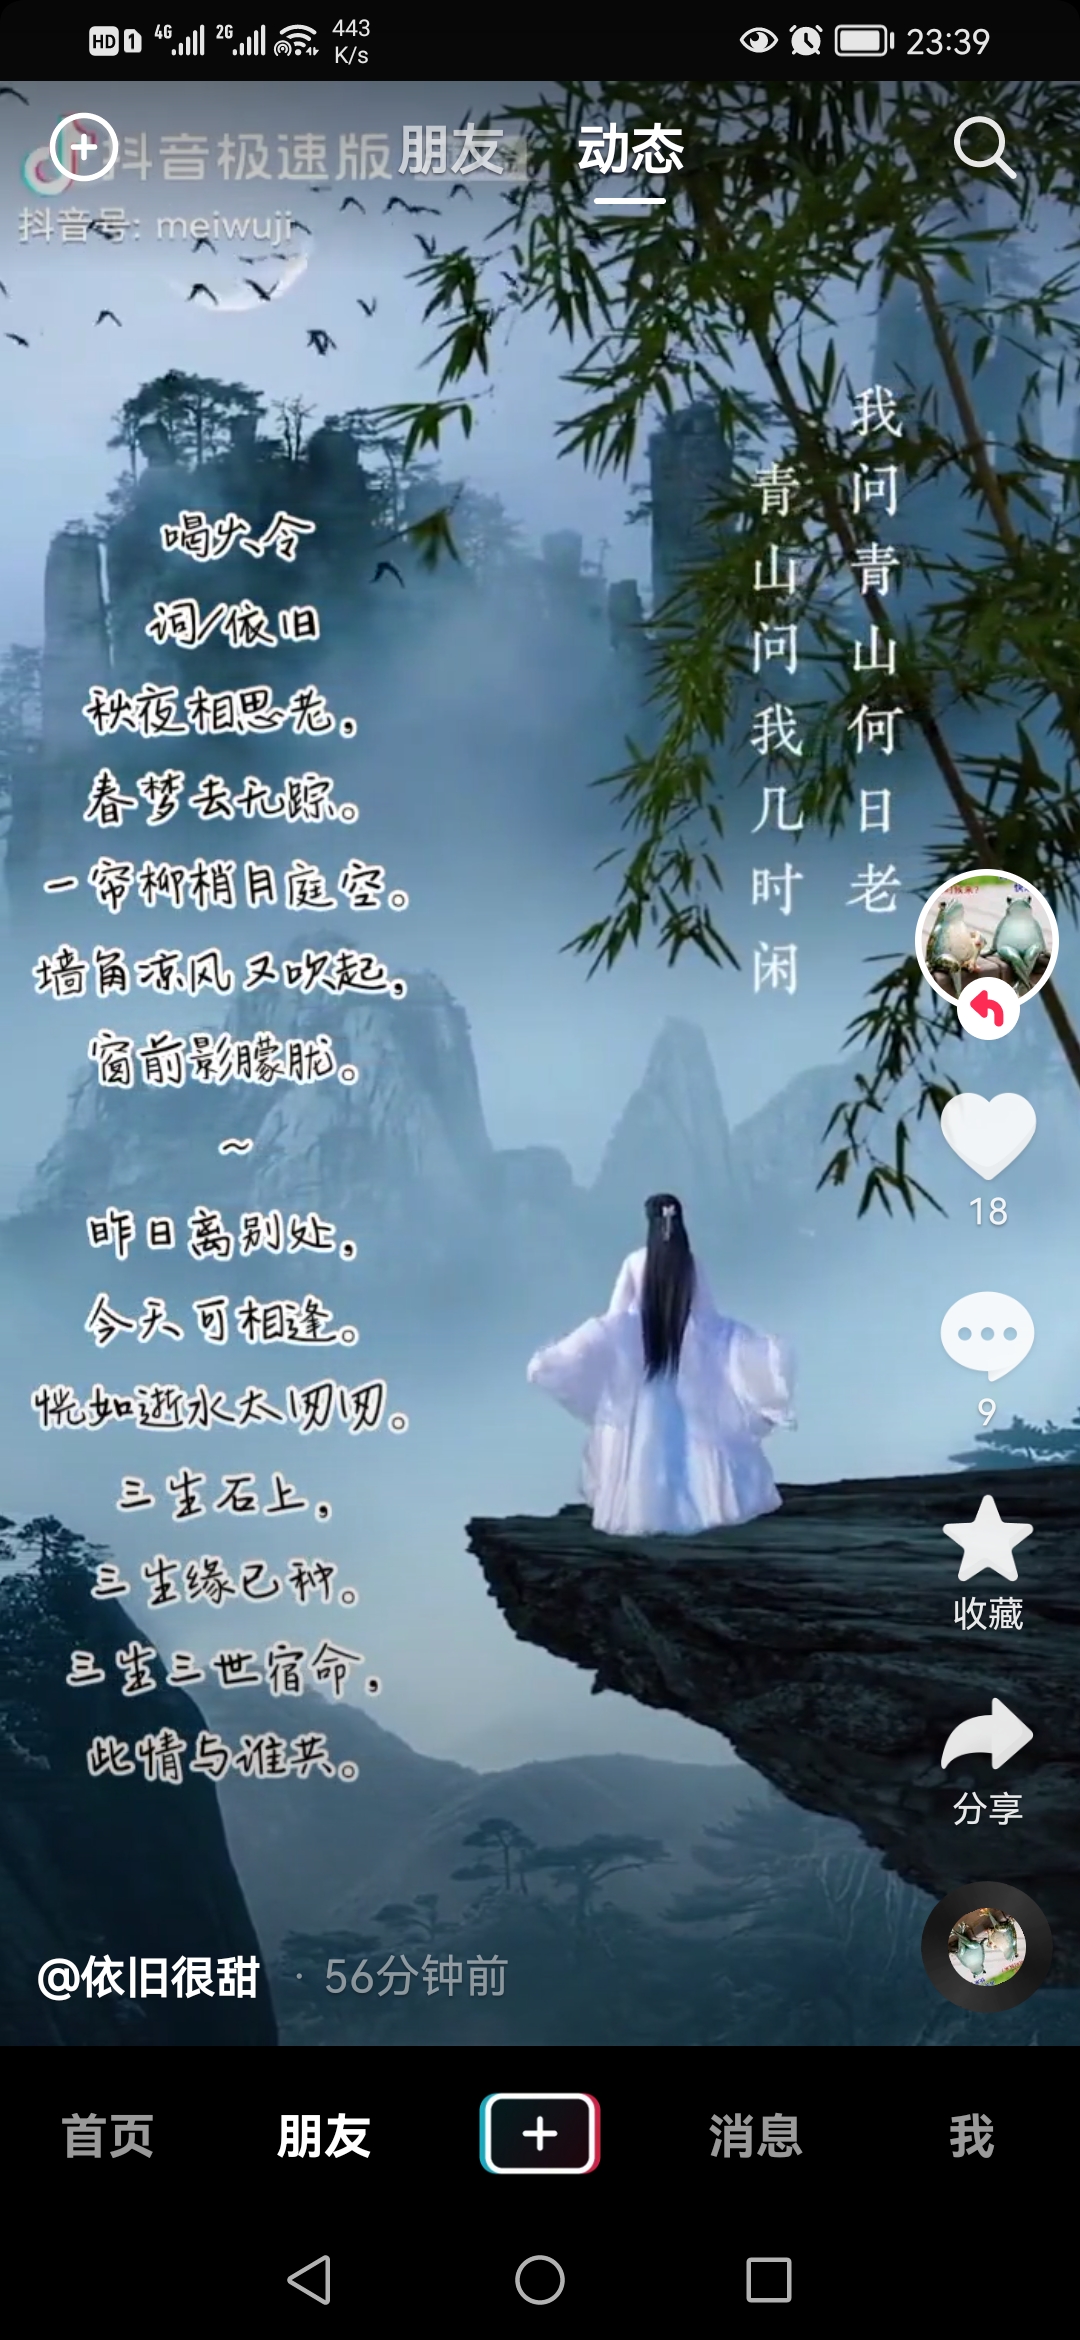 HD 1 4G 2G 443 K/s 23:39
抖音极速版
朋友 动态
抖音号: meiwuji
我问青山何日老
青山问我几时闲
喝火令
词/依旧
秋夜相思老，
春梦去无踪。
一帘柳梢月庭空。
墙角凉风又吹起，
窗前影朦胧。
~
昨日离别处，
今天可相逢。
恍如逝水太匆匆。
三生石上，
三生缘已种。
三生三世宿命，
此情与谁共。
18
9
收藏
分享
@依旧很甜 · 56分钟前
首页 朋友 消息 我